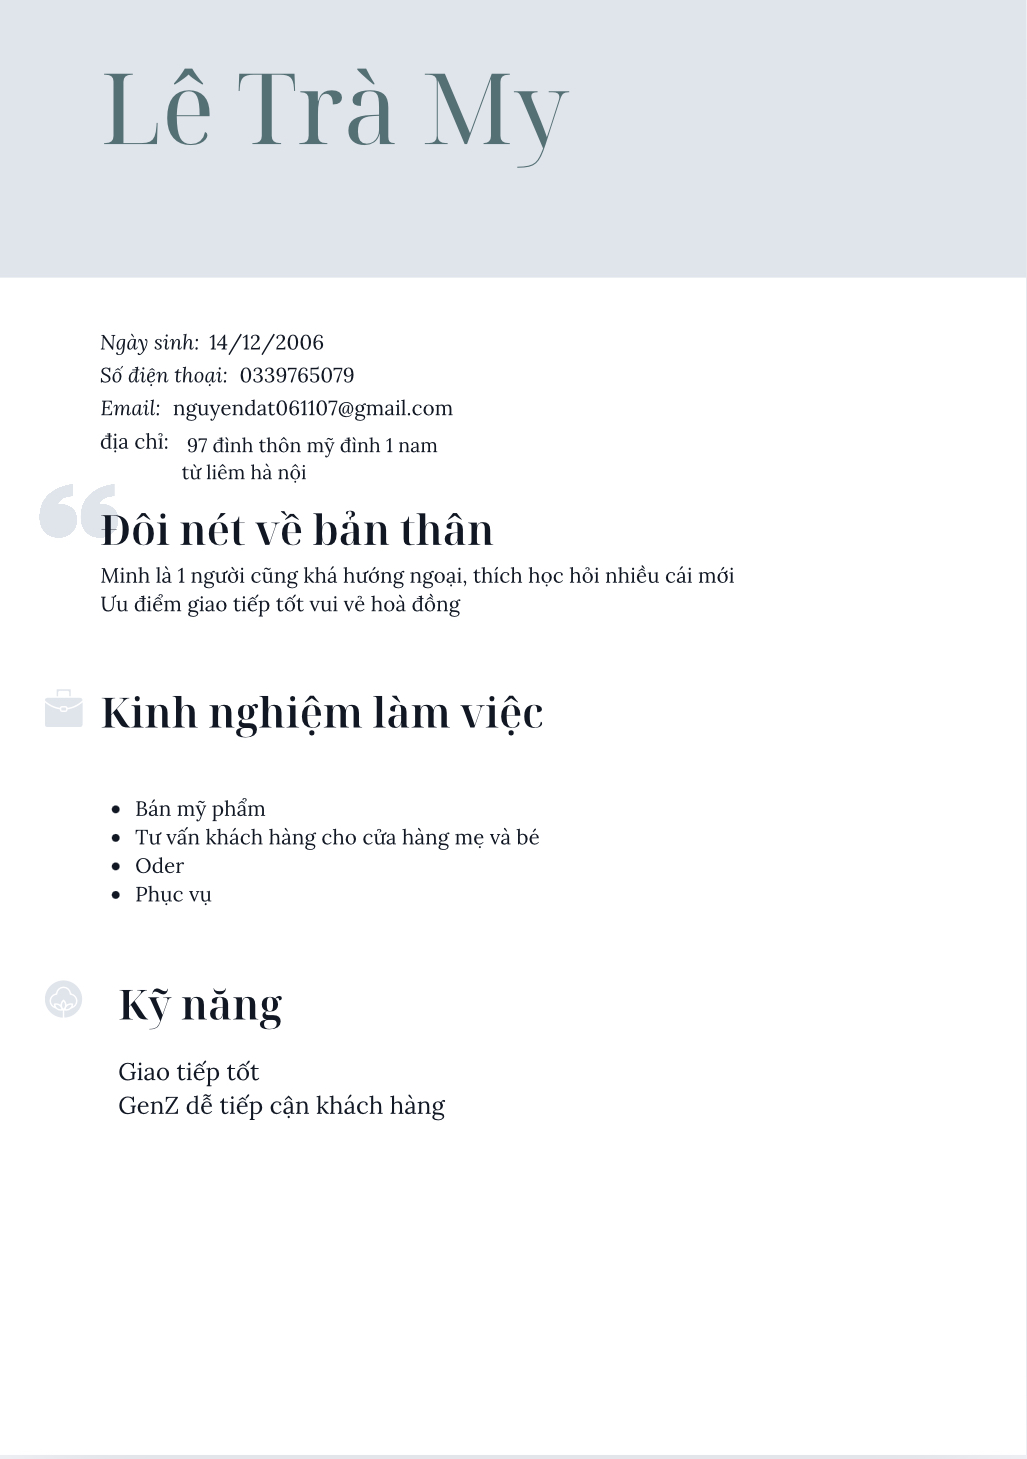 Lê Trà My
Ngày sinh: 14/12/2006
Số điện thoại: 0339765079
Email: nguyendat061107@gmail.com
địa chỉ: 97 đình thôn mỹ đình 1 nam
từ liêm hà nội
Đôi nét về bản thân
Minh là 1 người cũng khá hướng ngoại, thích học hỏi nhiều cái mới
Ưu điểm giao tiếp tốt vui vẻ hoà đồng
Kinh nghiệm làm việc
• Bán mỹ phẩm
• Tư vấn khách hàng cho cửa hàng mẹ và bé
• Oder
• Phục vụ
Kỹ năng
Giao tiếp tốt
GenZ dễ tiếp cận khách hàng